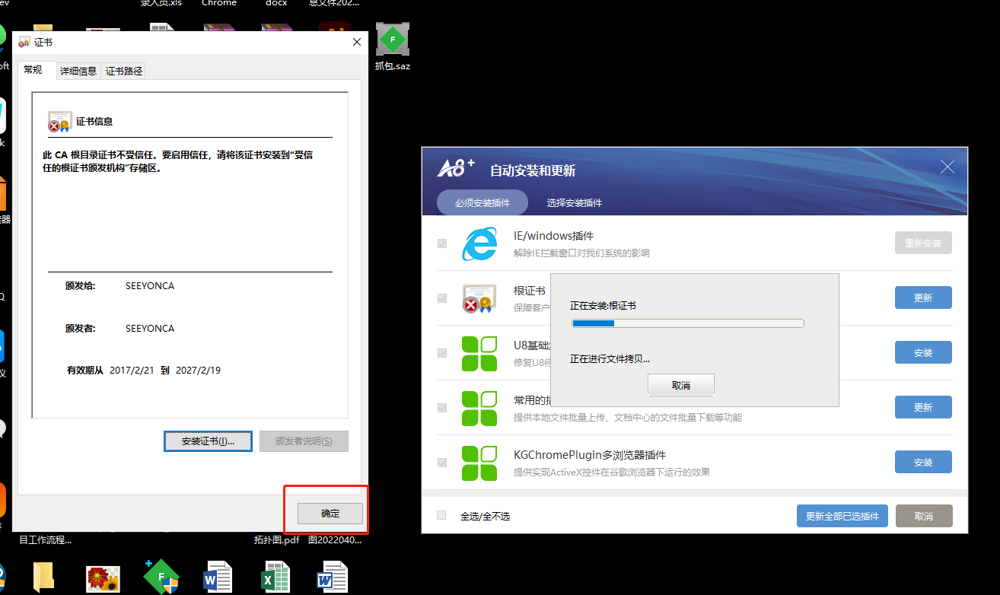 录入员.xls
Chrome
docx
息文件202...
抓包.saz
证书
常规
详细信息
证书路径
证书信息
此 CA 根目录证书不受信任。要启用信任，请将该证书安装到"受信
任的根证书颁发机构"存储区。
颁发给: SEEYONCA
颁发者: SEEYONCA
有效期从 2017/2/21 到 2027/2/19
安装证书(I)...
颁发者说明(S)
确定
A8+
自动安装和更新
必须安装插件
选择安装插件
IE/windows插件
解除IE拦截窗口对我们系统的影响
重新安装
根证书
保障客户
更新
U8基础
修复U8待
安装
常用的
提供本地文件批量上传、文档中心的文件批量下载等功能
更新
KGChromePlugin多浏览器插件
提供实现ActiveX控件在谷歌浏览器下运行的效果
安装
正在安装:根证书
正在进行文件拷贝...
取消
全选/全不选
更新全部已选插件
取消
目工作流程...
拓扑图.pdf
图2022040...